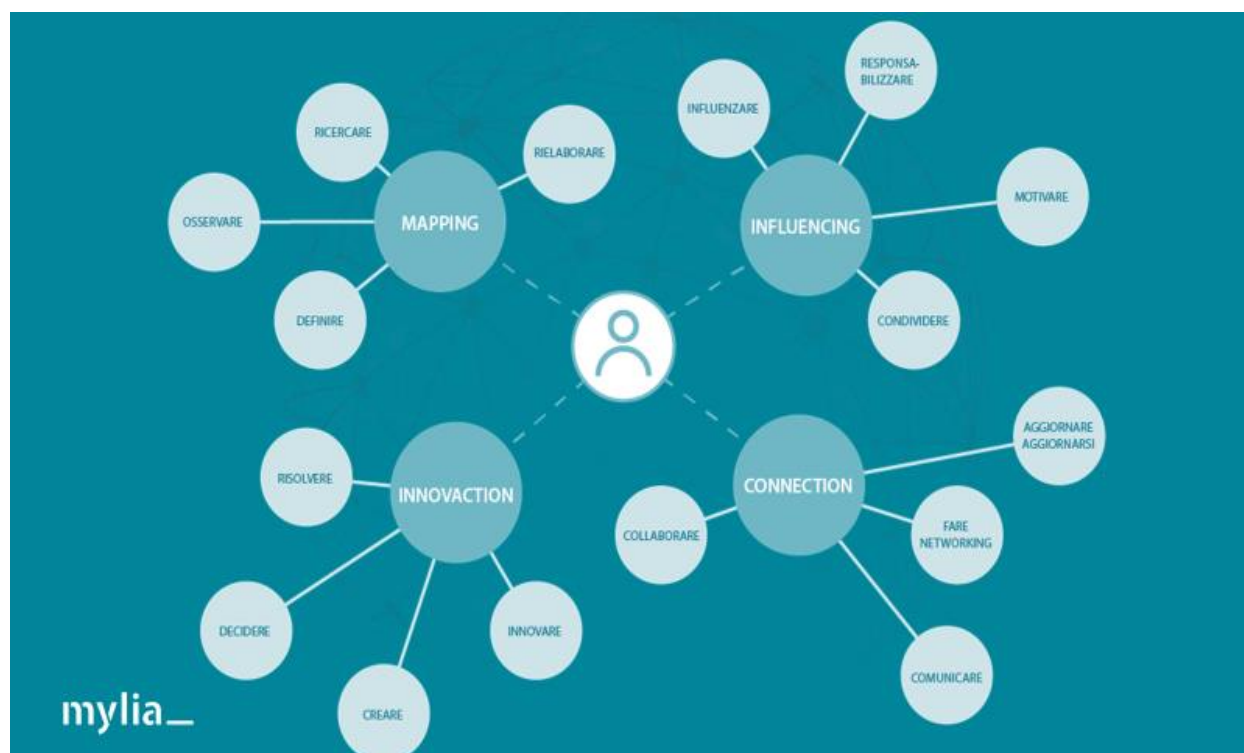 RICERCARE
RIELABORARE
OSSERVARE
MAPPING
DEFINIRE
INFLUENZARE
RESPONSA-
BILIZZARE
MOTIVARE
INFLUENCING
CONDIVIDERE
RISOLVERE
INNOVACTION
DECIDERE
INNOVARE
CREARE
AGGIORNARE
AGGIORNARSI
CONNECTION
COLLABORARE
FARE
NETWORKING
COMUNICARE
mylia_